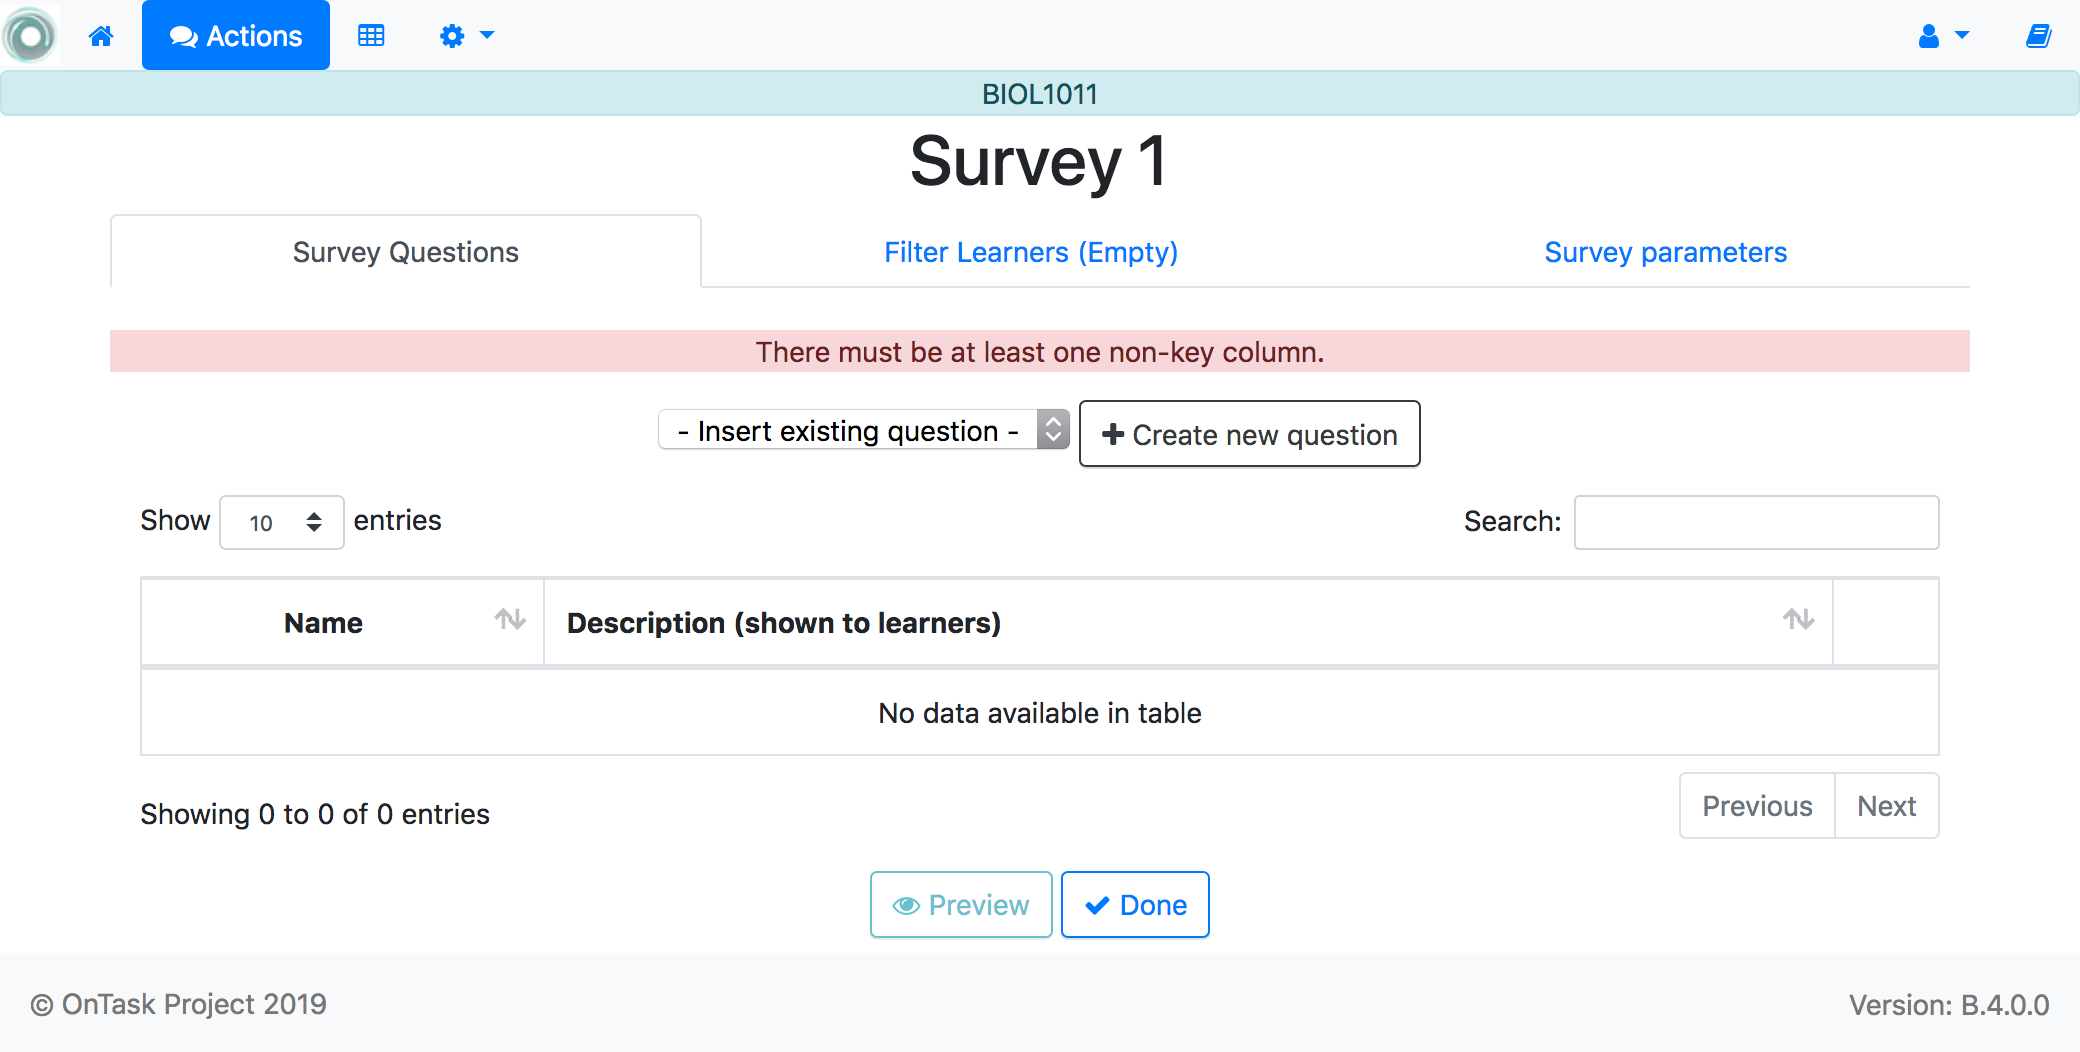 Actions
BIOL1011
Survey 1
Survey Questions
Filter Learners (Empty)
Survey parameters
There must be at least one non-key column.
- Insert existing question -
Create new question
Show 10 entries
Search:
Name
Description (shown to learners)
No data available in table
Showing 0 to 0 of 0 entries
Previous
Next
Preview
Done
© OnTask Project 2019
Version: B.4.0.0